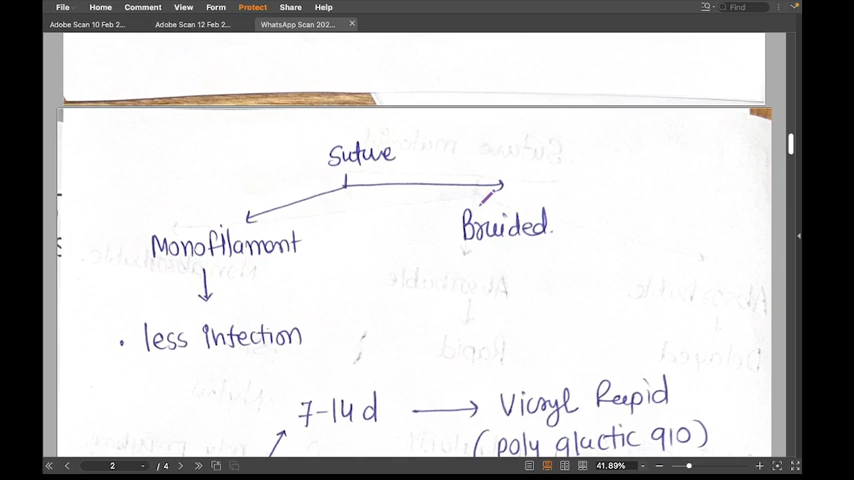 File Home Comment View Form Protect Share Help Find
Adobe Scan 10 Feb 2... Adobe Scan 12 Feb 2... WhatsApp Scan 202...
Suture
Monofilament Bruided.
. less infection
7-14 d Vicryl Rapid
(poly glactic 910)
2 / 4 41.89%